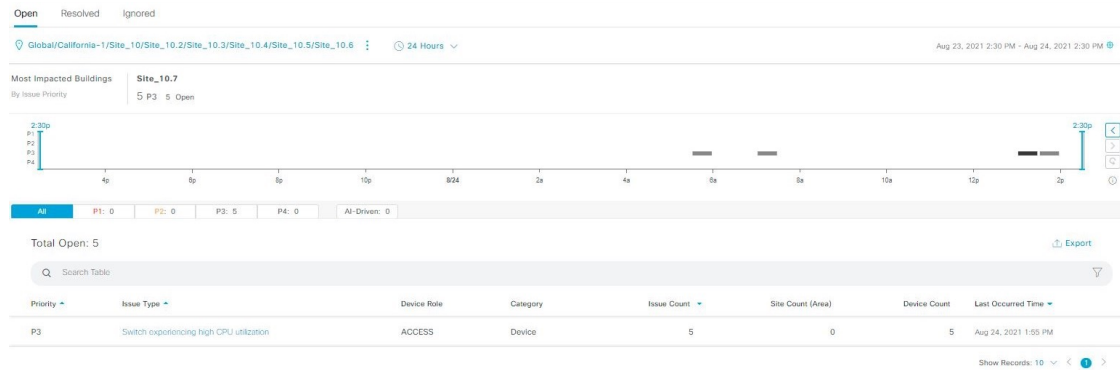 Open Resolved Ignored
Global/California-1/Site_10/Site_10.2/Site_10.3/Site_10.4/Site_10.5/Site_10.6 24 Hours Aug 23, 2021 2:30 PM - Aug 24, 2021 2:30 PM
Most Impacted Buildings Site_10.7
By Issue Priority 5 P3 5 Open
2:30p 2:30p
P1
P2
P3
P4
4p 6p 8p 10p 8/24 2a 4a 6a 8a 10a 12p 2p
All P1: 0 P2: 0 P3: 5 P4: 0 AI-Driven: 0
Total Open: 5 Export
Search Table
Priority Issue Type Device Role Category Issue Count Site Count (Area) Device Count Last Occurred Time
P3 Switch experiencing high CPU utilization ACCESS Device 5 0 5 Aug 24, 2021 1:55 PM
Show Records: 10 1